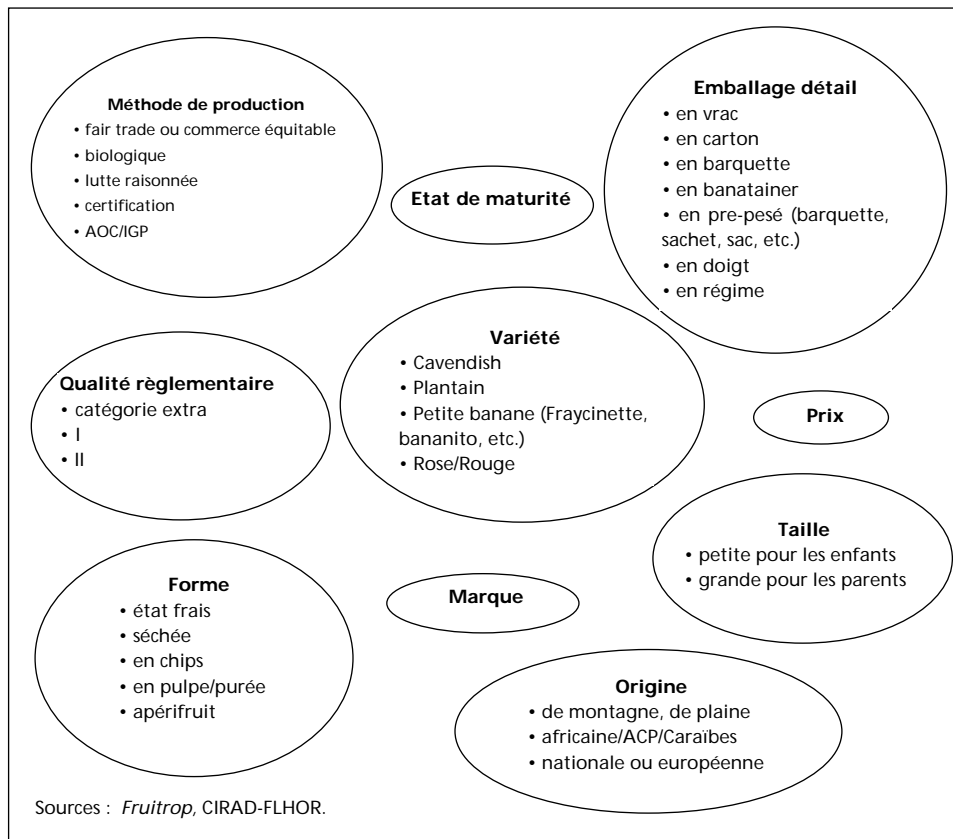 Méthode de production
• fair trade ou commerce équitable
• biologique
• lutte raisonnée
• certification
• AOC/IGP
Etat de maturité
Emballage détail
• en vrac
• en carton
• en barquette
• en banatainer
• en pre-pesé (barquette,
sachet, sac, etc.)
• en doigt
• en régime
Qualité règlementaire
• catégorie extra
• I
• II
Variété
• Cavendish
• Plantain
• Petite banane (Fraycinette,
bananito, etc.)
• Rose/Rouge
Prix
Taille
• petite pour les enfants
• grande pour les parents
Forme
• état frais
• séchée
• en chips
• en pulpe/purée
• apérifruit
Marque
Origine
• de montagne, de plaine
• africaine/ACP/Caraïbes
• nationale ou européenne
Sources : Fruitrop, CIRAD-FLHOR.